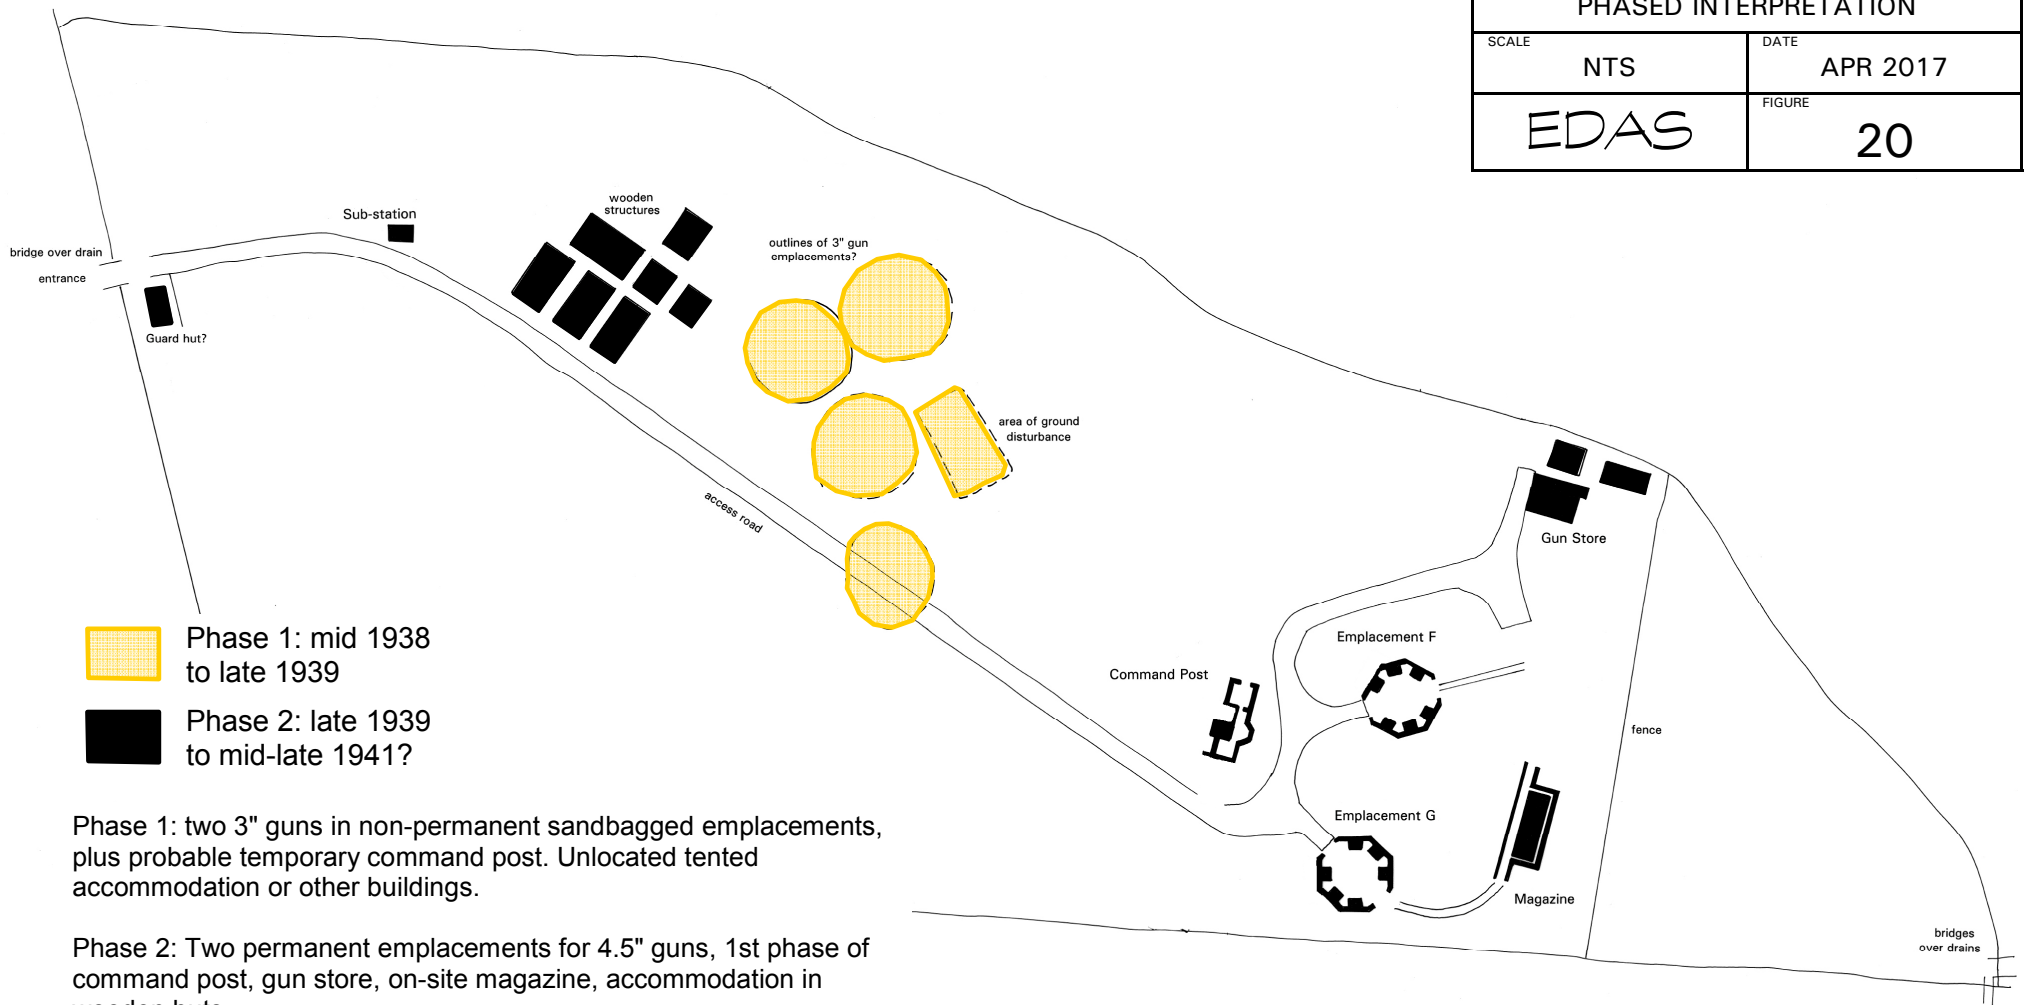 PHASED INTERPRETATION
SCALE
NTS
DATE
APR 2017
EDAS
FIGURE
20
wooden
structures
Sub-station
outlines of 3" gun
emplacements?
bridge over drain
entrance
Guard hut?
area of ground
disturbance
access road
Gun Store
Emplacement F
Command Post
fence
Emplacement G
Magazine
bridges
over drains
Phase 1: mid 1938
to late 1939
Phase 2: late 1939
to mid-late 1941?
Phase 1: two 3" guns in non-permanent sandbagged emplacements,
plus probable temporary command post. Unlocated tented
accommodation or other buildings.
Phase 2: Two permanent emplacements for 4.5" guns, 1st phase of
command post, gun store, on-site magazine, accommodation in
wooden huts